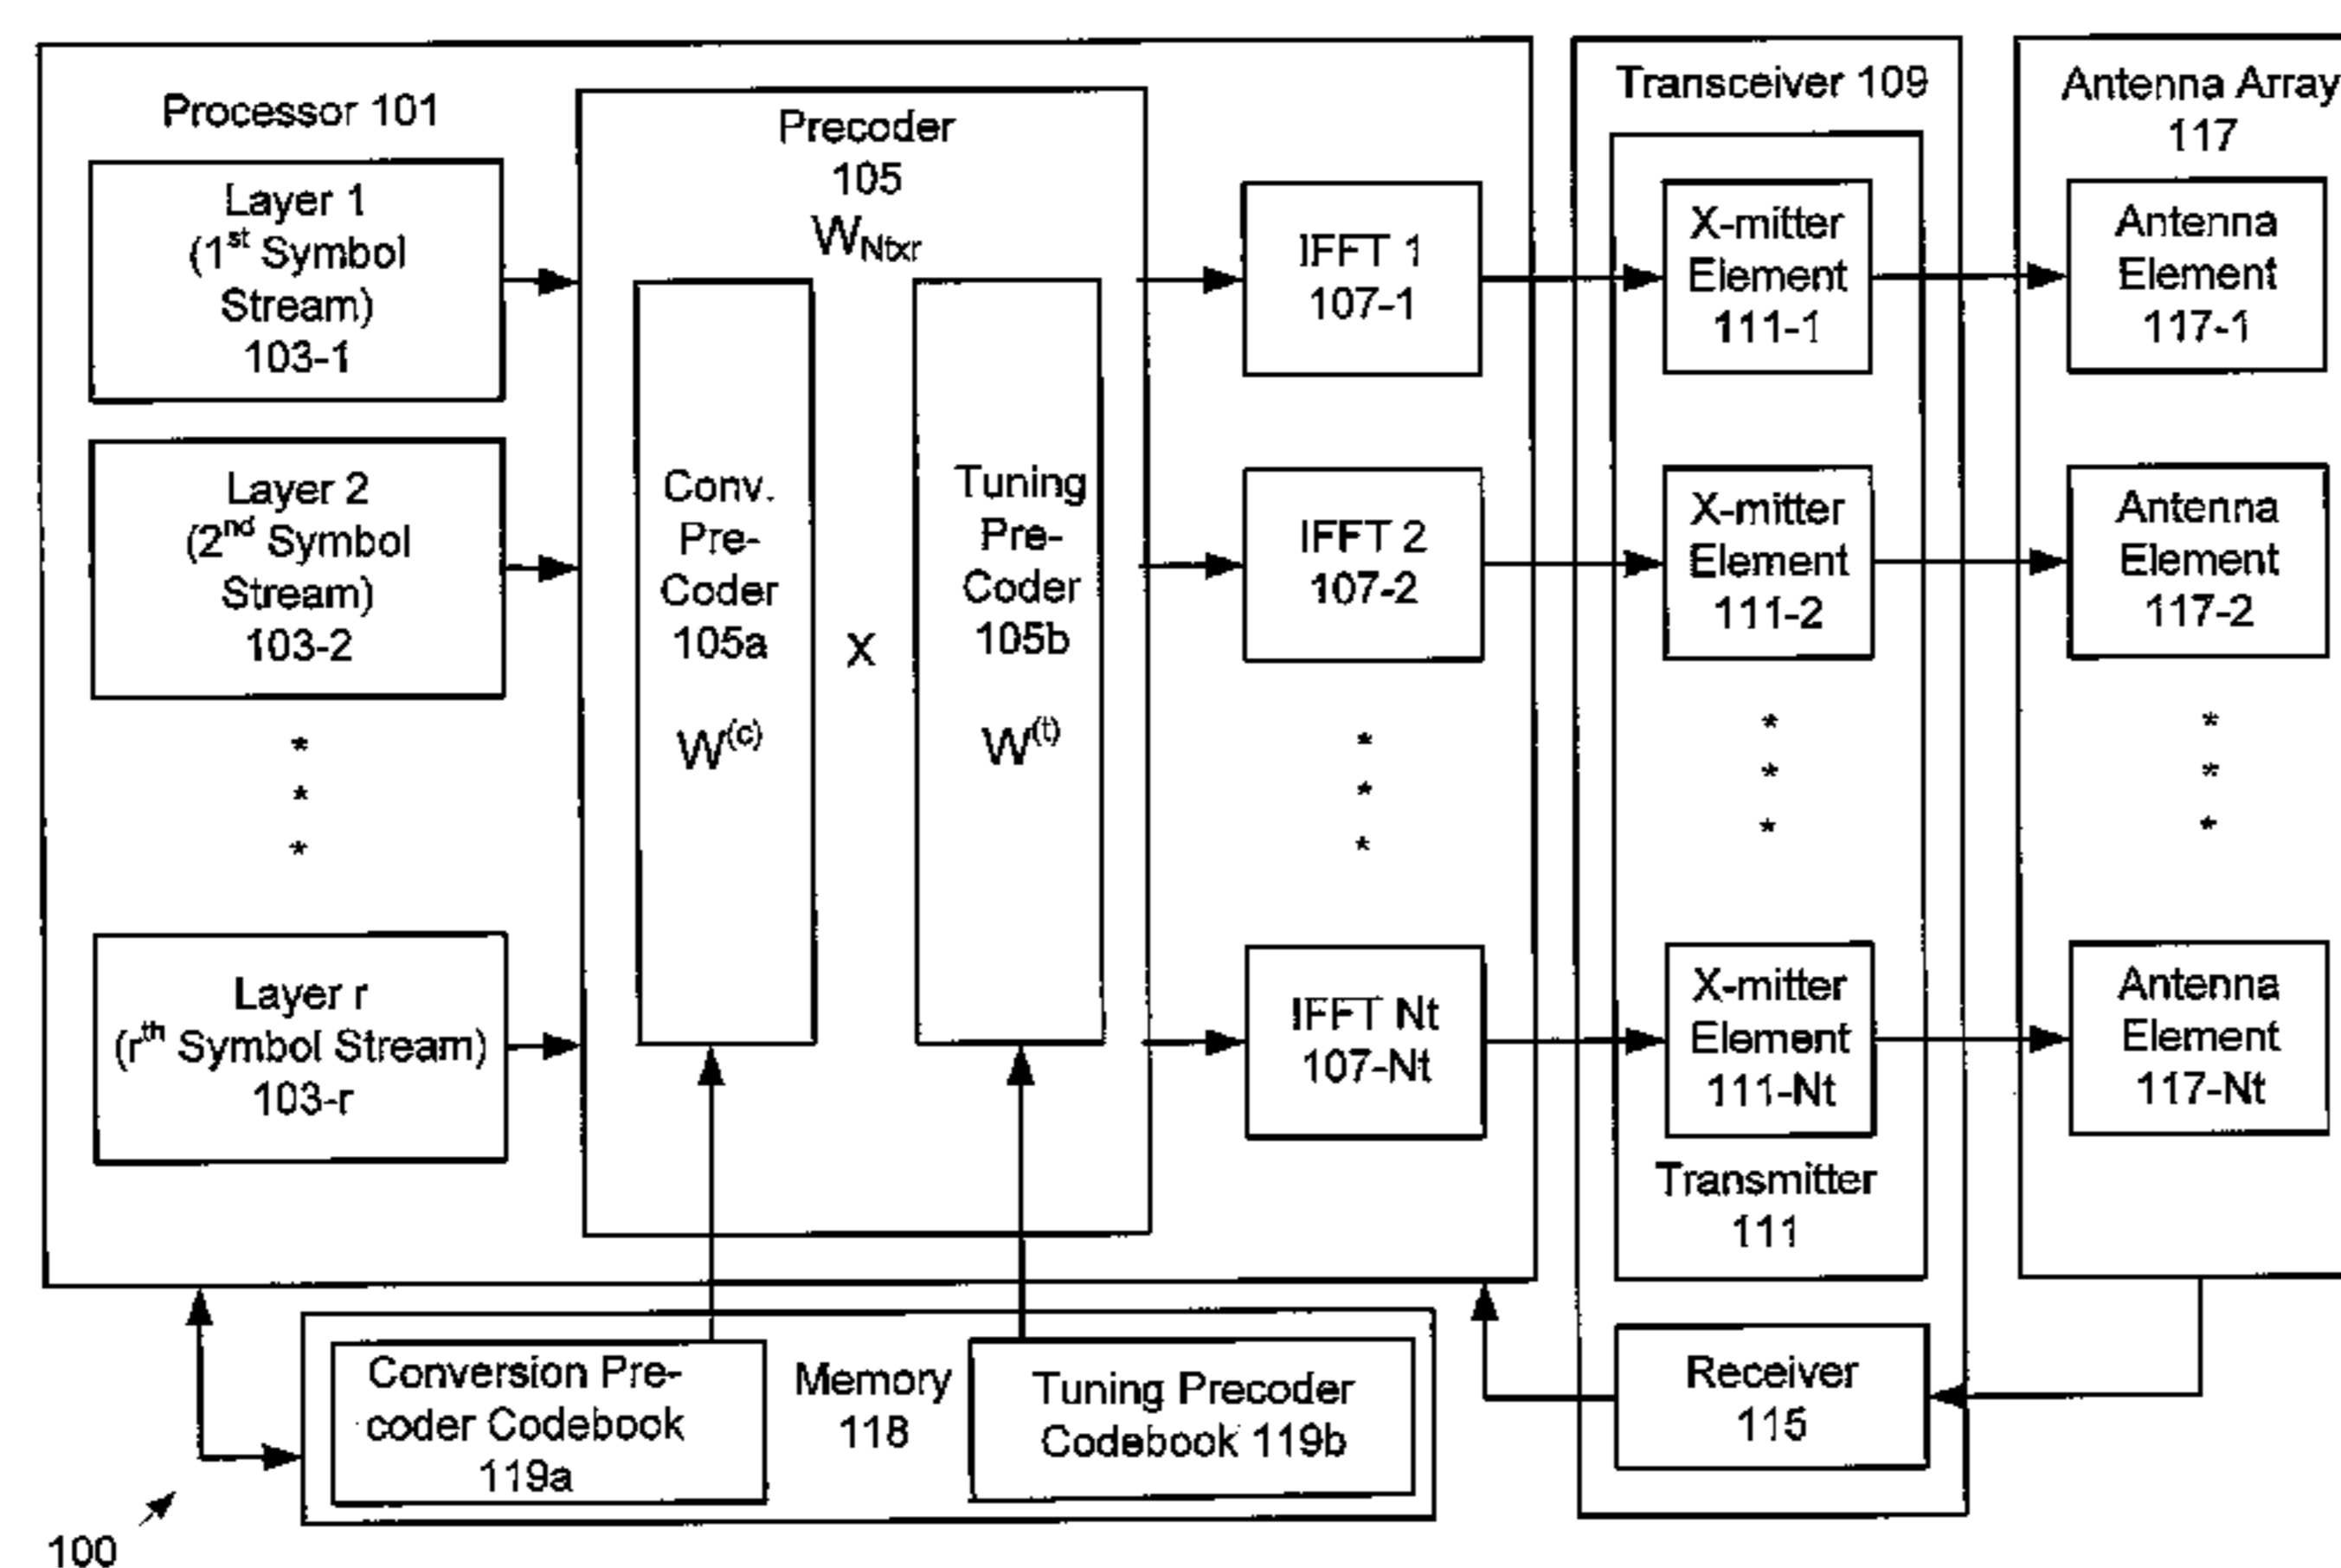 Processor 101
Layer 1
(1st Symbol
Stream)
103-1
Layer 2
(2nd Symbol
Stream)
103-2
*
*
*
Layer r
(rth Symbol Stream)
103-r
Precoder
105
WNtxr
Conv.
Pre-
Coder
105a
W(c)
X
Tuning
Pre-
Coder
105b
W(t)
IFFT 1
107-1
IFFT 2
107-2
*
*
*
IFFT Nt
107-Nt
Transceiver 109
X-mitter
Element
111-1
X-mitter
Element
111-2
*
*
*
X-mitter
Element
111-Nt
Transmitter
111
Receiver
115
Antenna Array
117
Antenna
Element
117-1
Antenna
Element
117-2
*
*
*
Antenna
Element
117-Nt
Conversion Pre-
coder Codebook
119a
Memory
118
Tuning Precoder
Codebook 119b
100